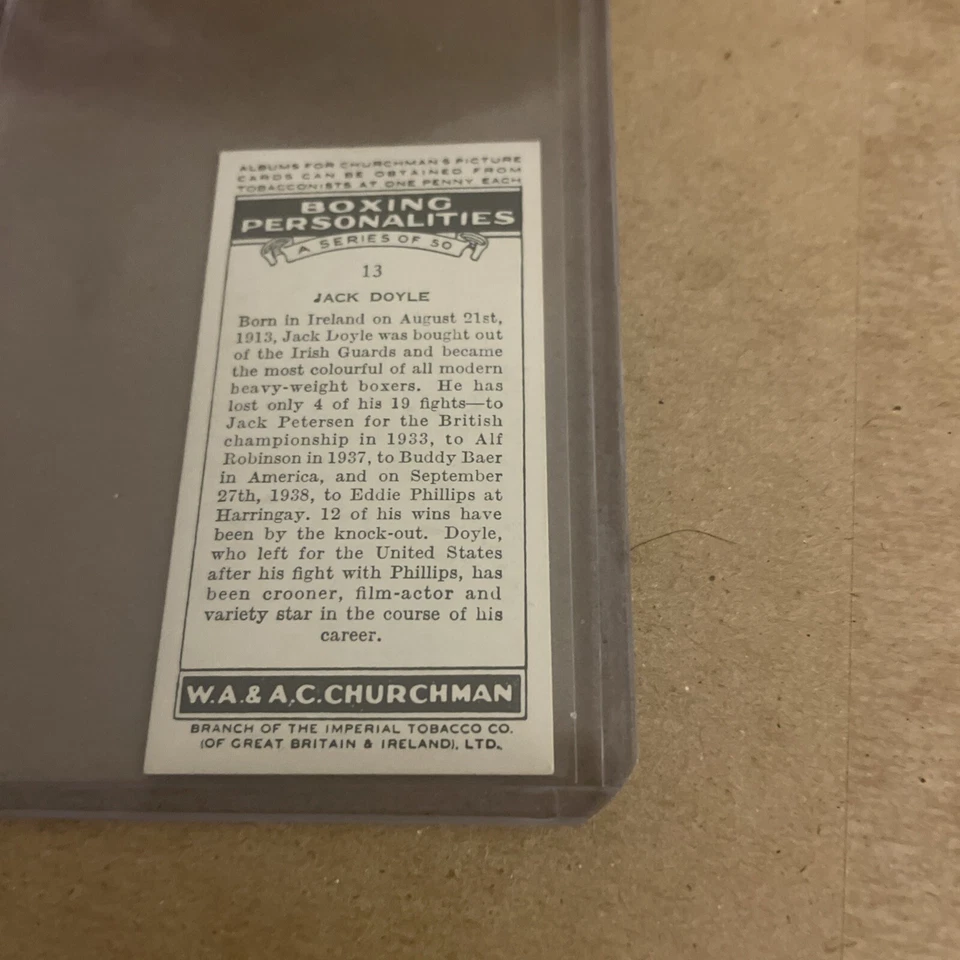 ALBUMS FOR CHURCHMAN'S PICTURE
CARDS CAN BE OBTAINED FROM
TOBACCONISTS AT ONE PENNY EACH
BOXING
PERSONALITIES
A SERIES OF 50
13
JACK DOYLE
Born in Ireland on August 21st,
1913, Jack Doyle was bought out
of the Irish Guards and became
the most colourful of all modern
heavy-weight boxers. He has
lost only 4 of his 19 fights—to
Jack Petersen for the British
championship in 1933, to Alf
Robinson in 1937, to Buddy Baer
in America, and on September
27th, 1938, to Eddie Phillips at
Harringay. 12 of his wins have
been by the knock-out. Doyle,
who left for the United States
after his fight with Phillips, has
been crooner, film-actor and
variety star in the course of his
career.
W.A.& A.C.CHURCHMAN
BRANCH OF THE IMPERIAL TOBACCO CO.
(OF GREAT BRITAIN & IRELAND), LTD.